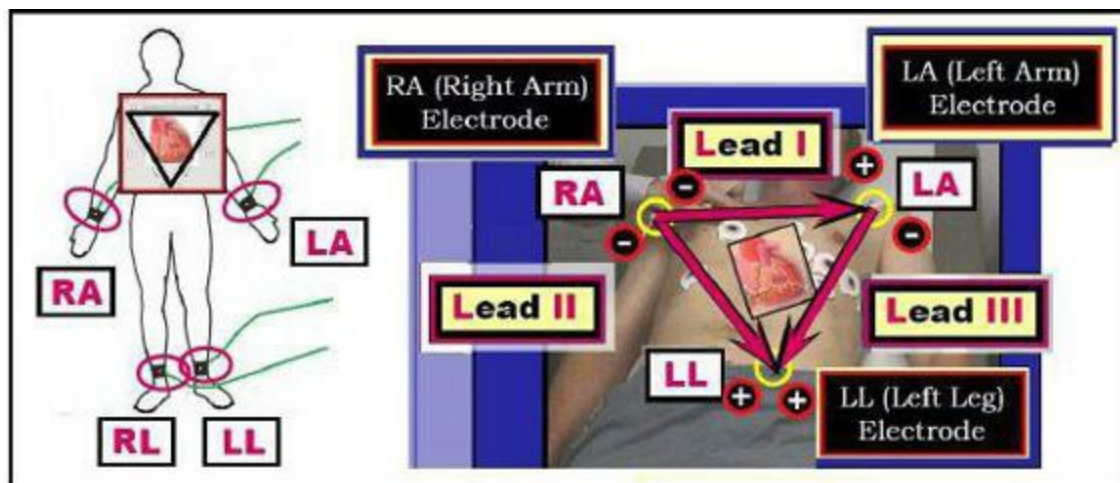 RA
LA
RL
LL
RA (Right Arm)
Electrode
LA (Left Arm)
Electrode
Lead I
RA
-
+
LA
-
-
Lead II
Lead III
LL
+
+
LL (Left Leg)
Electrode